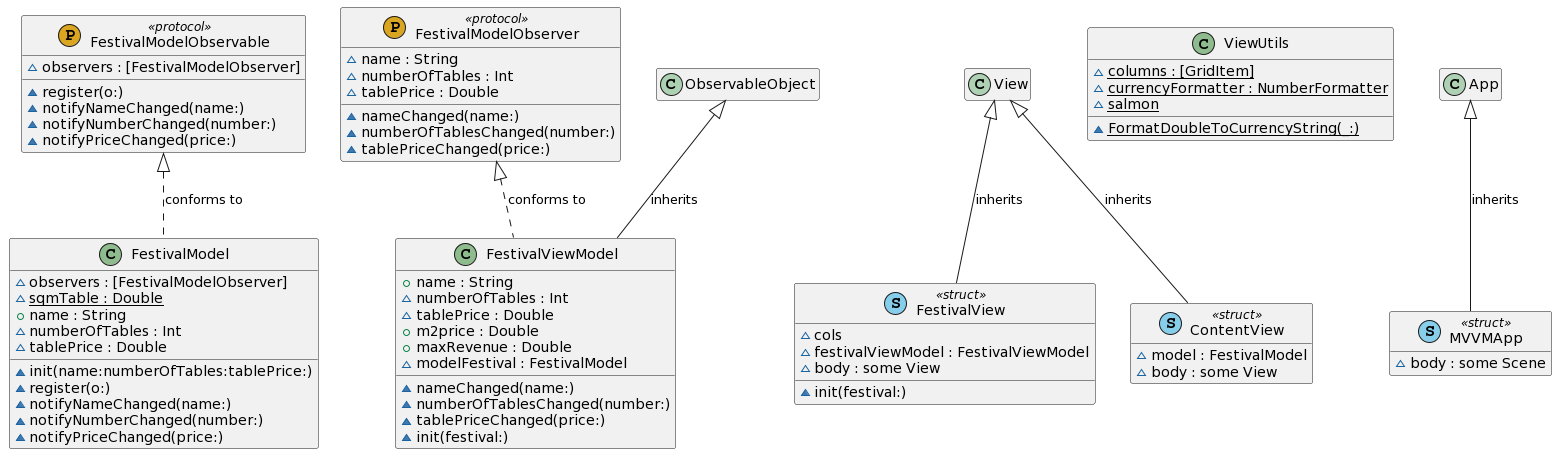 P
«protocol»
FestivalModelObservable
observers : [FestivalModelObserver]
register(o:)
notifyNameChanged(name:)
notifyNumberChanged(number:)
notifyPriceChanged(price:)
P
«protocol»
FestivalModelObserver
name : String
numberOfTables : Int
tablePrice : Double
nameChanged(name:)
numberOfTablesChanged(number:)
tablePriceChanged(price:)
C ObservableObject
C View
C ViewUtils
columns : [GridItem]
currencyFormatter : NumberFormatter
salmon
FormatDoubleToCurrencyString(_:)
C App
conforms to
conforms to
inherits
inherits
inherits
inherits
C FestivalModel
observers : [FestivalModelObserver]
sqmTable : Double
name : String
numberOfTables : Int
tablePrice : Double
init(name:numberOfTables:tablePrice:)
register(o:)
notifyNameChanged(name:)
notifyNumberChanged(number:)
notifyPriceChanged(price:)
C FestivalViewModel
name : String
numberOfTables : Int
tablePrice : Double
m2price : Double
maxRevenue : Double
modelFestival : FestivalModel
nameChanged(name:)
numberOfTablesChanged(number:)
tablePriceChanged(price:)
init(festival:)
S
«struct»
FestivalView
cols
festivalViewModel : FestivalViewModel
body : some View
init(festival:)
S
«struct»
ContentView
model : FestivalModel
body : some View
S
«struct»
MVVMApp
body : some Scene